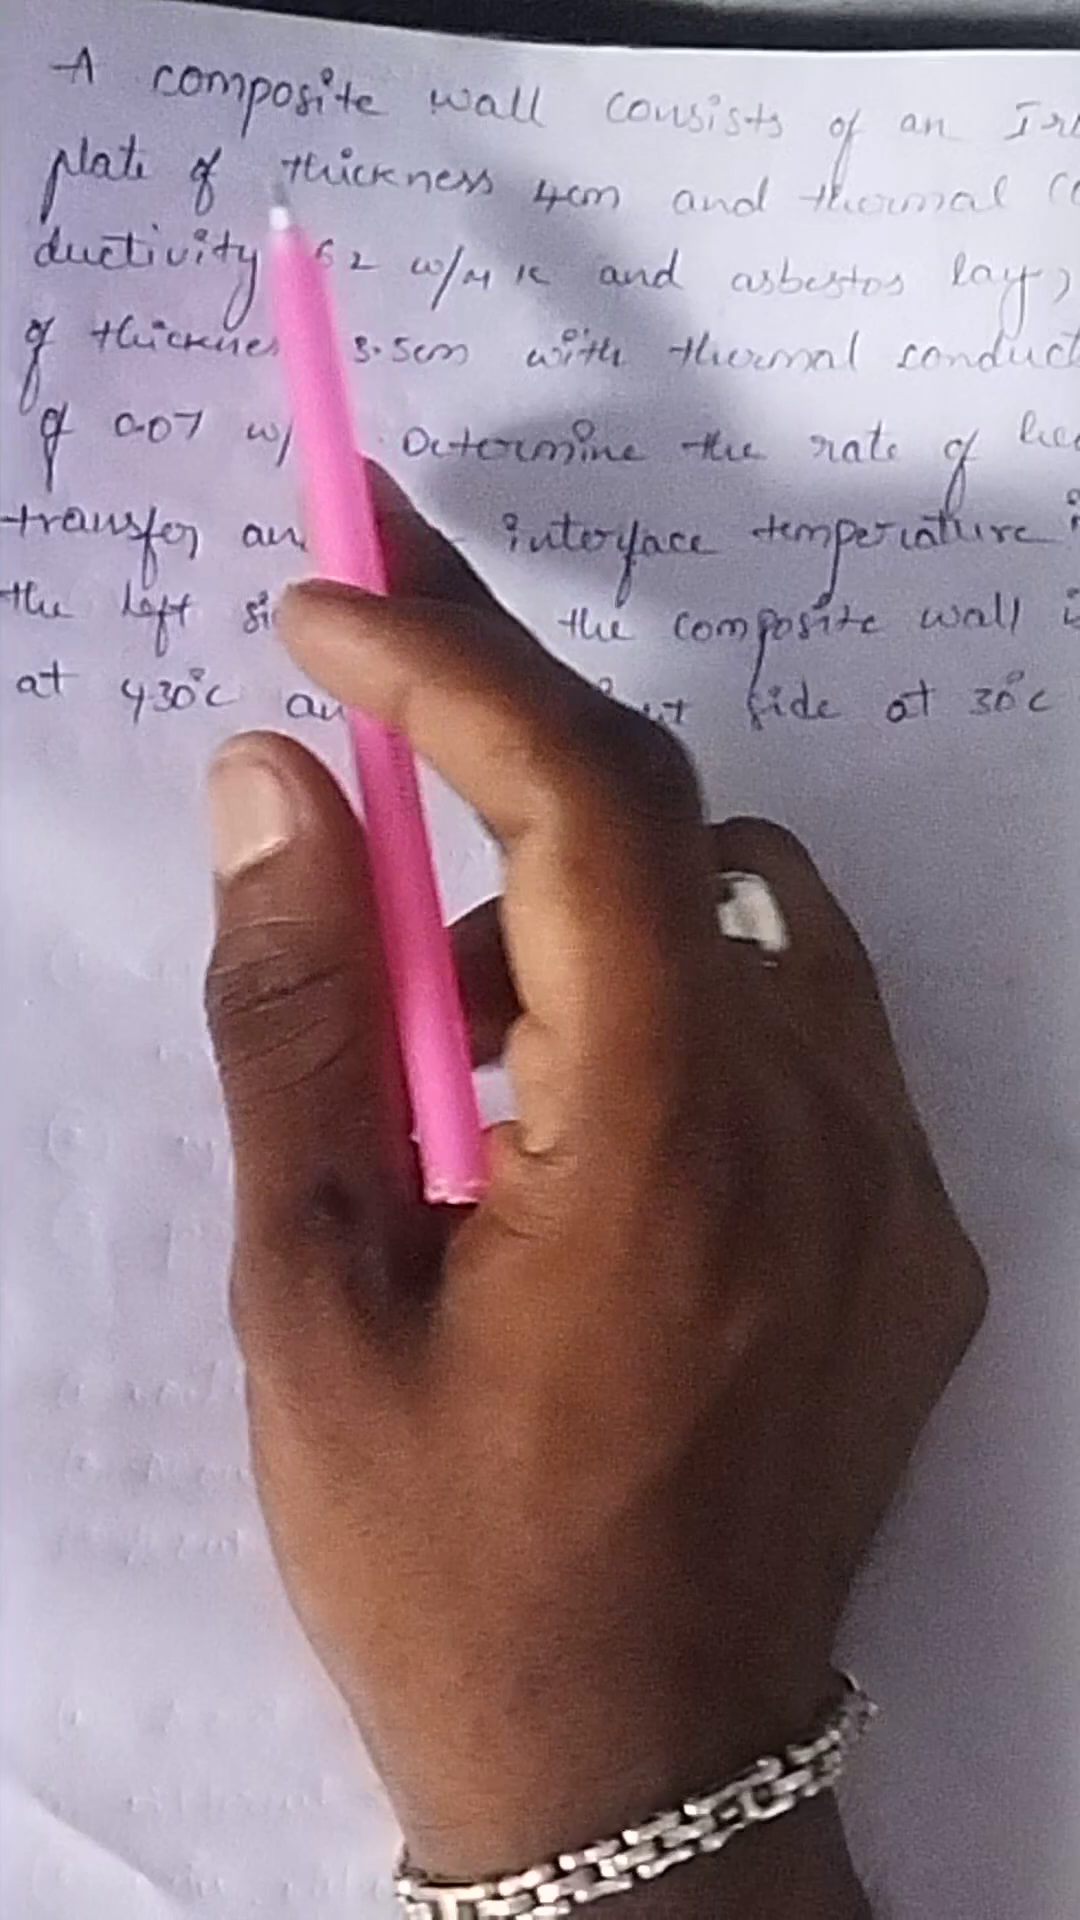 A composite wall consists of an
plate of thickness 4cm and thermal
ductivity 62 w/m K and asbestos
of 3.5cm with thermal
of 0.07 Determine the rate of
transfer interface temperature
the left the composite wall
at 430°c side at 30°c